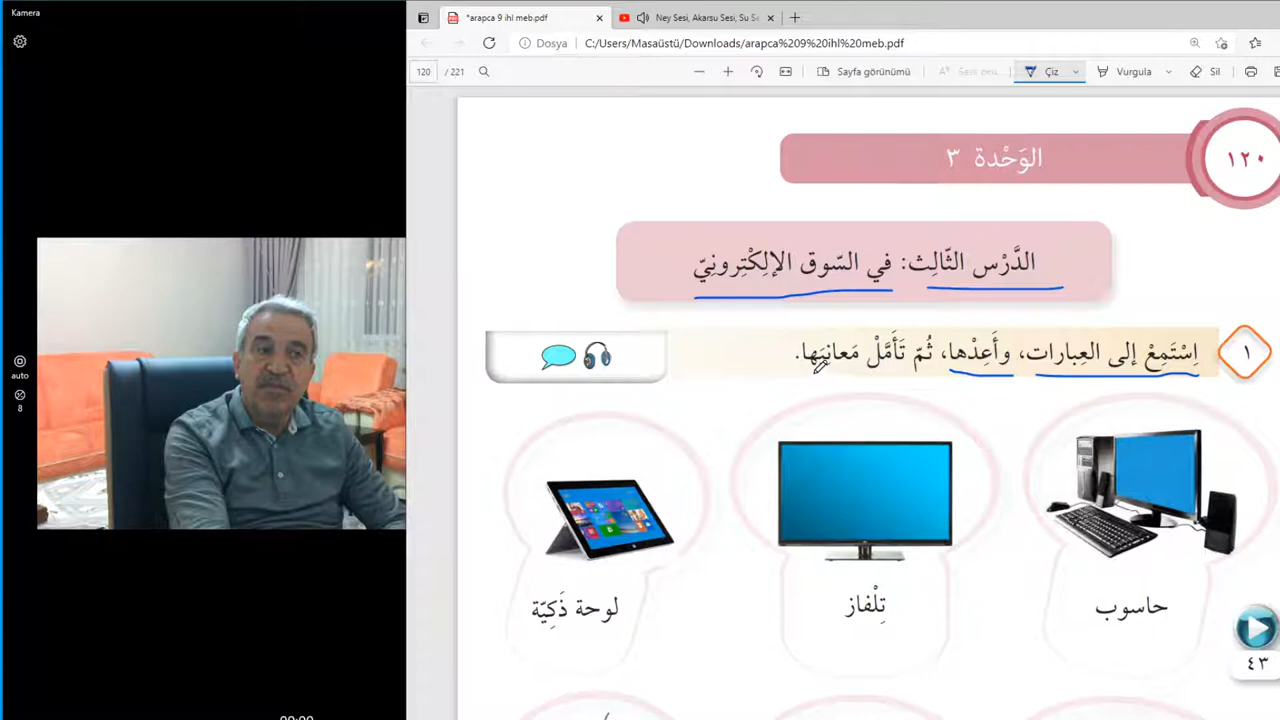 Kamera
*arapca 9 ihl meb.pdf
Ney Sesi, Akarsu Sesi, Su Se
Dosya
C:/Users/Masaüstü/Downloads/arapca%209%20ihl%20meb.pdf
120 / 221
Sayfa görünümü
Çiz
Vurgula
Sil
auto
8
١٢٠
الوَحْدة ٣
الدَّرْس الثّالِث: في السّوق الإلِكْتِرونِيّ
١
اِسْتَمِعْ إلى العِبارات، وأَعِدْها، ثُمّ تَأَمَّلْ مَعانِيَها.
حاسوب
تِلْفاز
لوحة ذَكِيّة
٤٣